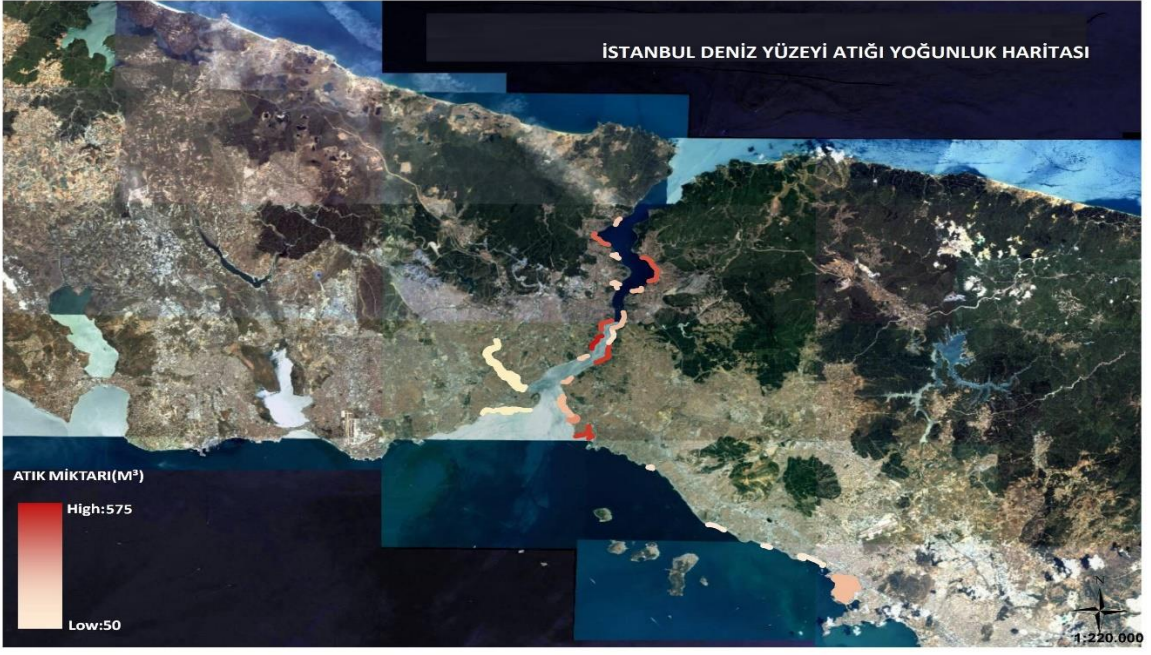 İSTANBUL DENİZ YÜZEYİ ATIĞI YOĞUNLUK HARİTASI
ATIK MİKTARI(M³)
High:575
Low:50
N
1:220.000